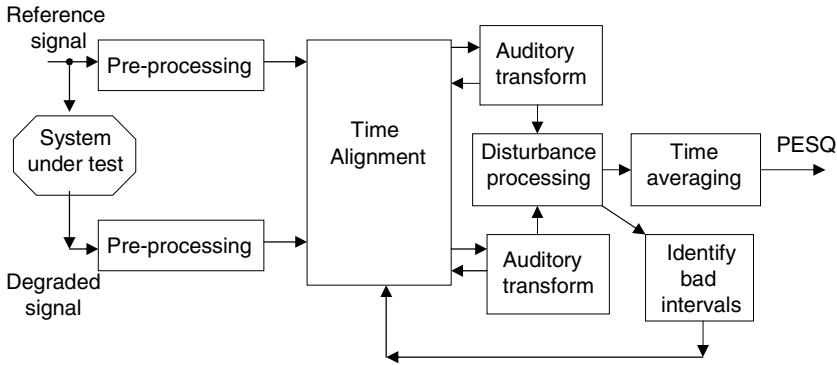 Reference
signal
Pre-processing
System
under test
Pre-processing
Degraded
signal
Time
Alignment
Auditory
transform
Disturbance
processing
Auditory
transform
Time
averaging
PESQ
Identify
bad
intervals